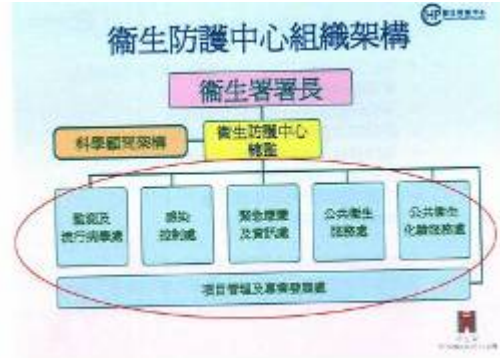 衞生防護中心組織架構
衞生署署長
科學顧問架構
衞生防護中心
總監
監察及
流行病學處
感染
控制處
緊急應變
及資訊處
公共衞生
服務處
公共衞生
化驗服務處
項目管理及專業發展處